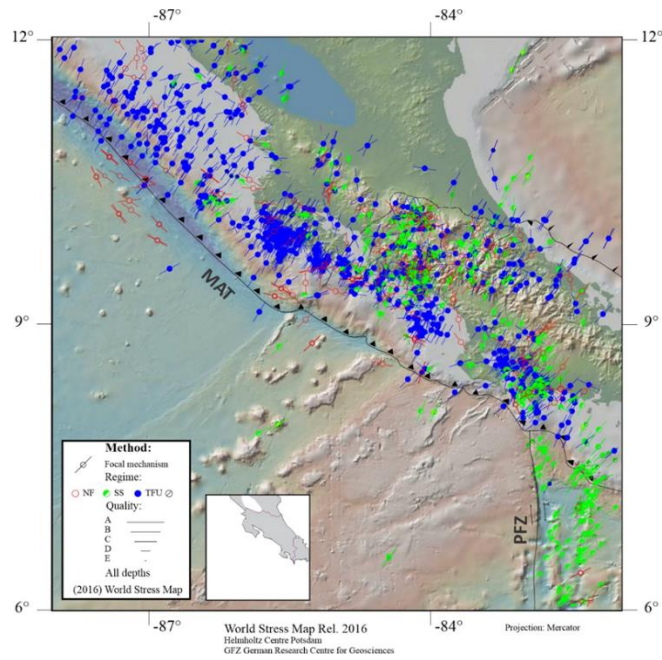 -87°
-84°
12°
12°
MAT
9°
9°
Method:
Focal mechanism
Regime:
NF SS TFU
Quality:
A
B
C
D
E
All depths
(2016) World Stress Map
PFZ
6°
6°
-87°
-84°
World Stress Map Rel. 2016
Helmholtz Centre Potsdam
GFZ German Research Centre for Geosciences
Projection: Mercator